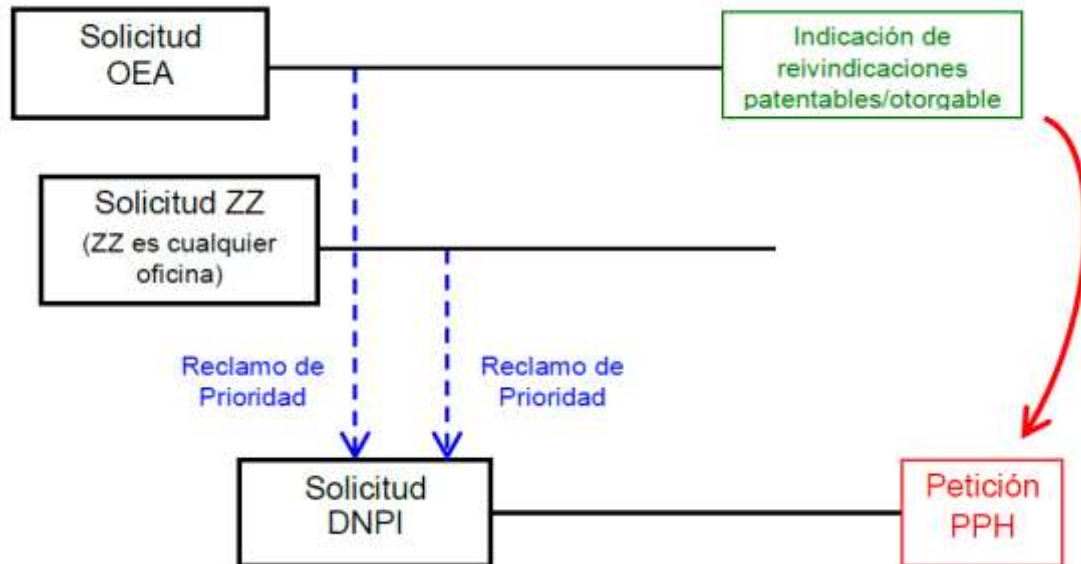 Solicitud
OEA
Indicación de
reivindicaciones
patentables/otorgable
Solicitud ZZ
(ZZ es cualquier
oficina)
Reclamo de
Prioridad
Reclamo de
Prioridad
Solicitud
DNPI
Petición
PPH